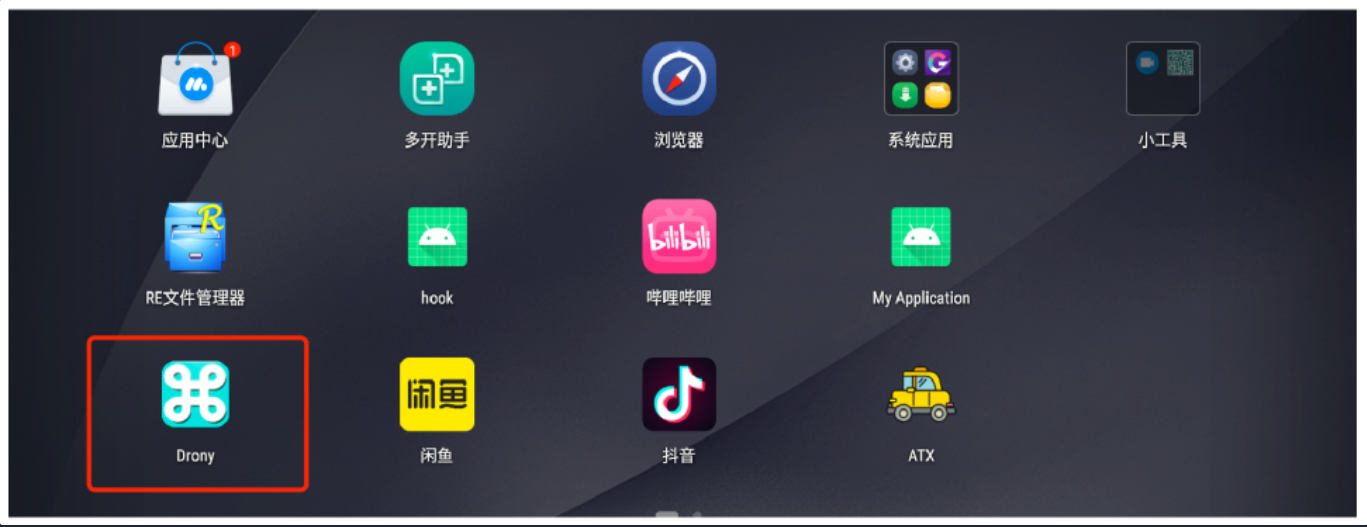 1
应用中心
多开助手
浏览器
系统应用
小工具
R
bilibili
RE文件管理器
hook
哔哩哔哩
My Application
闲鱼
Drony
闲鱼
抖音
ATX